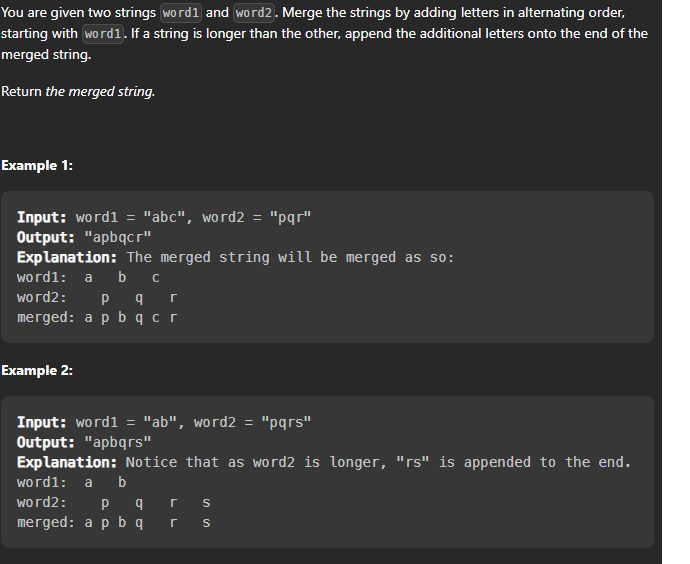 You are given two strings word1 and word2. Merge the strings by adding letters in alternating order,
starting with word1. If a string is longer than the other, append the additional letters onto the end of the
merged string.
Return the merged string.
Example 1:
Input: word1 = "abc", word2 = "pqr"
Output: "apbqcr"
Explanation: The merged string will be merged as so:
word1:  a   b   c
word2:    p   q   r
merged: a p b q c r
Example 2:
Input: word1 = "ab", word2 = "pqrs"
Output: "apbqrs"
Explanation: Notice that as word2 is longer, "rs" is appended to the end.
word1:  a   b
word2:    p   q   r   s
merged: a p b q   r   s